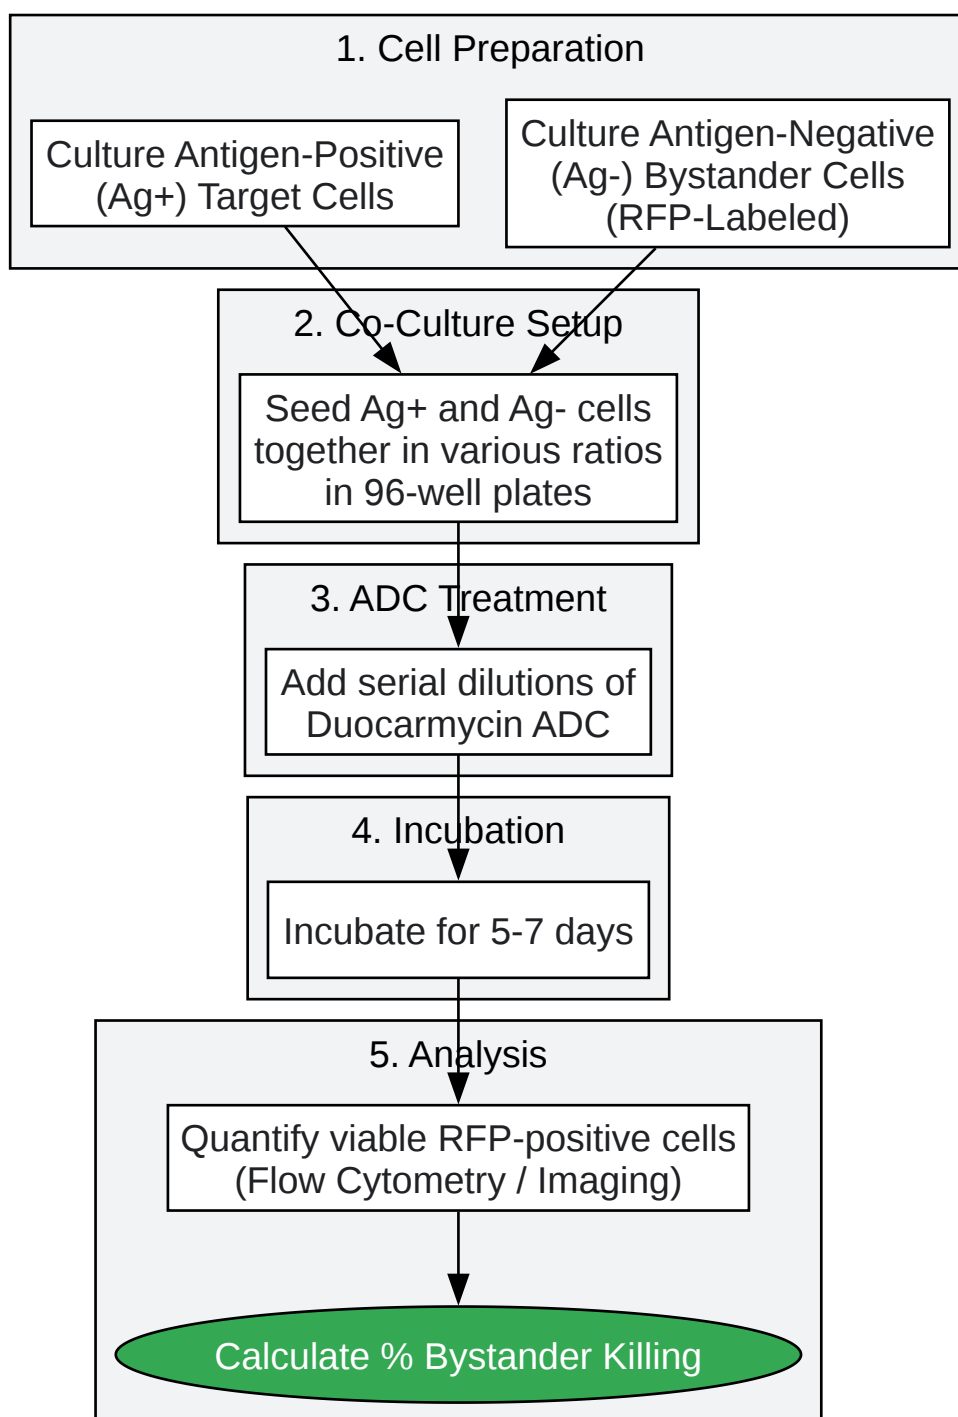 1. Cell Preparation
Culture Antigen-Positive
(Ag+) Target Cells
Culture Antigen-Negative
(Ag-) Bystander Cells
(RFP-Labeled)
2. Co-Culture Setup
Seed Ag+ and Ag- cells
together in various ratios
in 96-well plates
3. ADC Treatment
Add serial dilutions of
Duocarmycin ADC
4. Incubation
Incubate for 5-7 days
5. Analysis
Quantify viable RFP-positive cells
(Flow Cytometry / Imaging)
Calculate % Bystander Killing